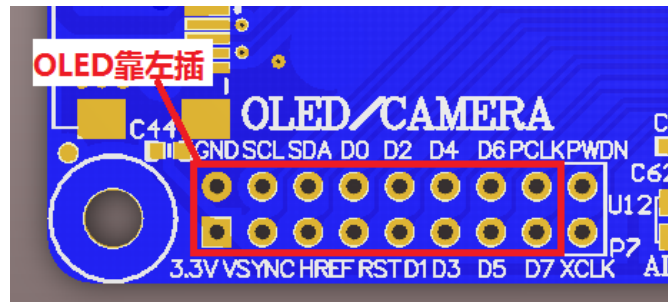 OLED靠左插
OLED/CAMERA
C44
GND SCL SDA D0 D2 D4 D6 PCLK PWDN
C62
U12
P7
3.3V VSYNC HREF RST D1 D3 D5 D7 XCLK